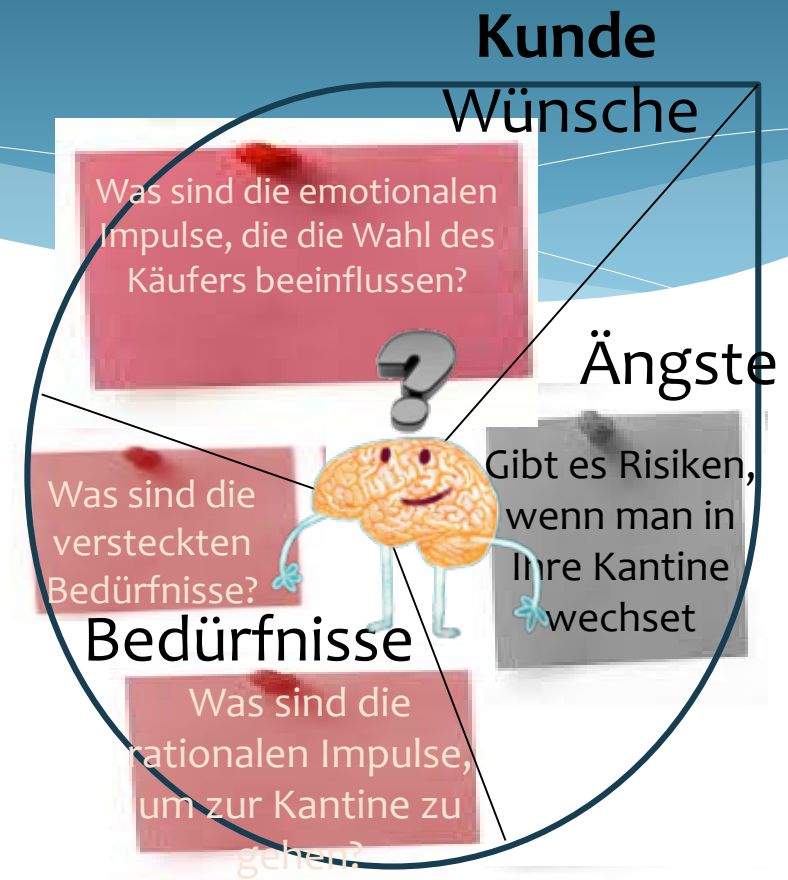 Kunde
Wünsche
Was sind die emotionalen
Impulse, die die Wahl des
Käufers beeinflussen?
Ängste
Gibt es Risiken,
wenn man in
Ihre Kantine
wechset
Was sind die
versteckten
Bedürfnisse?
Bedürfnisse
Was sind die
rationalen Impulse,
um zur Kantine zu
gehen?